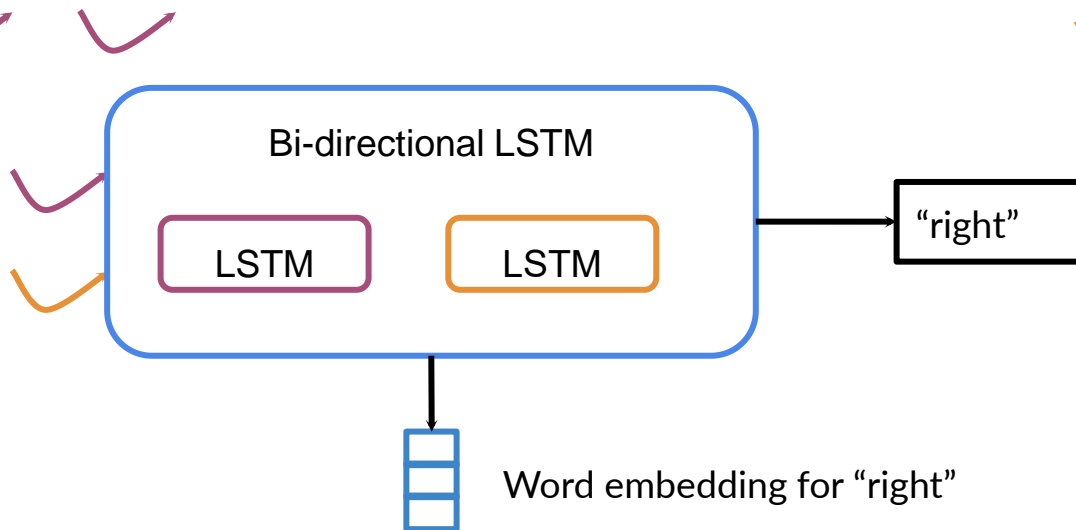 Bi-directional LSTM
LSTM
LSTM
“right”
Word embedding for “right”